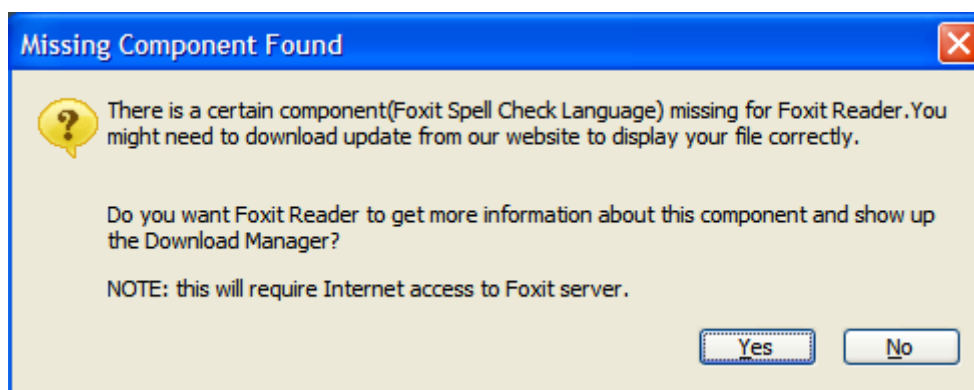 Missing Component Found
There is a certain component(Foxit Spell Check Language) missing for Foxit Reader.You
might need to download update from our website to display your file correctly.
Do you want Foxit Reader to get more information about this component and show up
the Download Manager?
NOTE: this will require Internet access to Foxit server.
Yes No